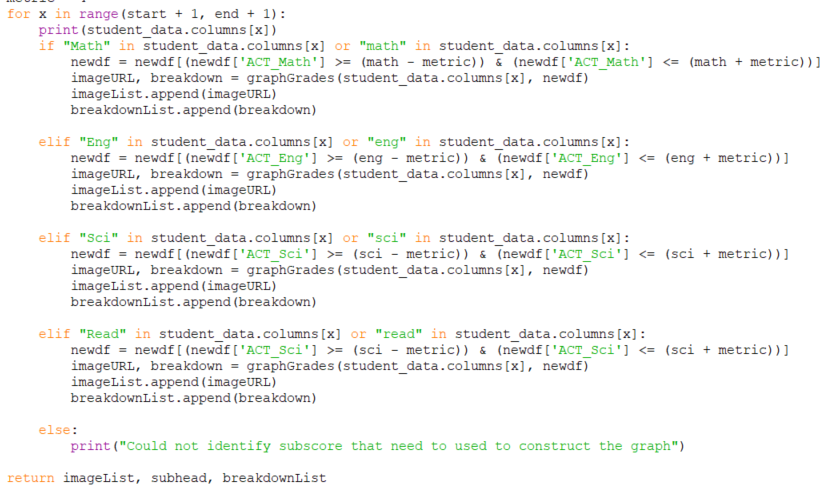 for x in range(start + 1, end + 1):
    print(student_data.columns[x])
    if "Math" in student_data.columns[x] or "math" in student_data.columns[x]:
        newdf = newdf[(newdf['ACT_Math'] >= (math - metric)) & (newdf['ACT_Math'] <= (math + metric))]
        imageURL, breakdown = graphGrades(student_data.columns[x], newdf)
        imageList.append(imageURL)
        breakdownList.append(breakdown)

    elif "Eng" in student_data.columns[x] or "eng" in student_data.columns[x]:
        newdf = newdf[(newdf['ACT_Eng'] >= (eng - metric)) & (newdf['ACT_Eng'] <= (eng + metric))]
        imageURL, breakdown = graphGrades(student_data.columns[x], newdf)
        imageList.append(imageURL)
        breakdownList.append(breakdown)

    elif "Sci" in student_data.columns[x] or "sci" in student_data.columns[x]:
        newdf = newdf[(newdf['ACT_Sci'] >= (sci - metric)) & (newdf['ACT_Sci'] <= (sci + metric))]
        imageURL, breakdown = graphGrades(student_data.columns[x], newdf)
        imageList.append(imageURL)
        breakdownList.append(breakdown)

    elif "Read" in student_data.columns[x] or "read" in student_data.columns[x]:
        newdf = newdf[(newdf['ACT_Sci'] >= (sci - metric)) & (newdf['ACT_Sci'] <= (sci + metric))]
        imageURL, breakdown = graphGrades(student_data.columns[x], newdf)
        imageList.append(imageURL)
        breakdownList.append(breakdown)

    else:
        print("Could not identify subscore that need to used to construct the graph")

return imageList, subhead, breakdownList